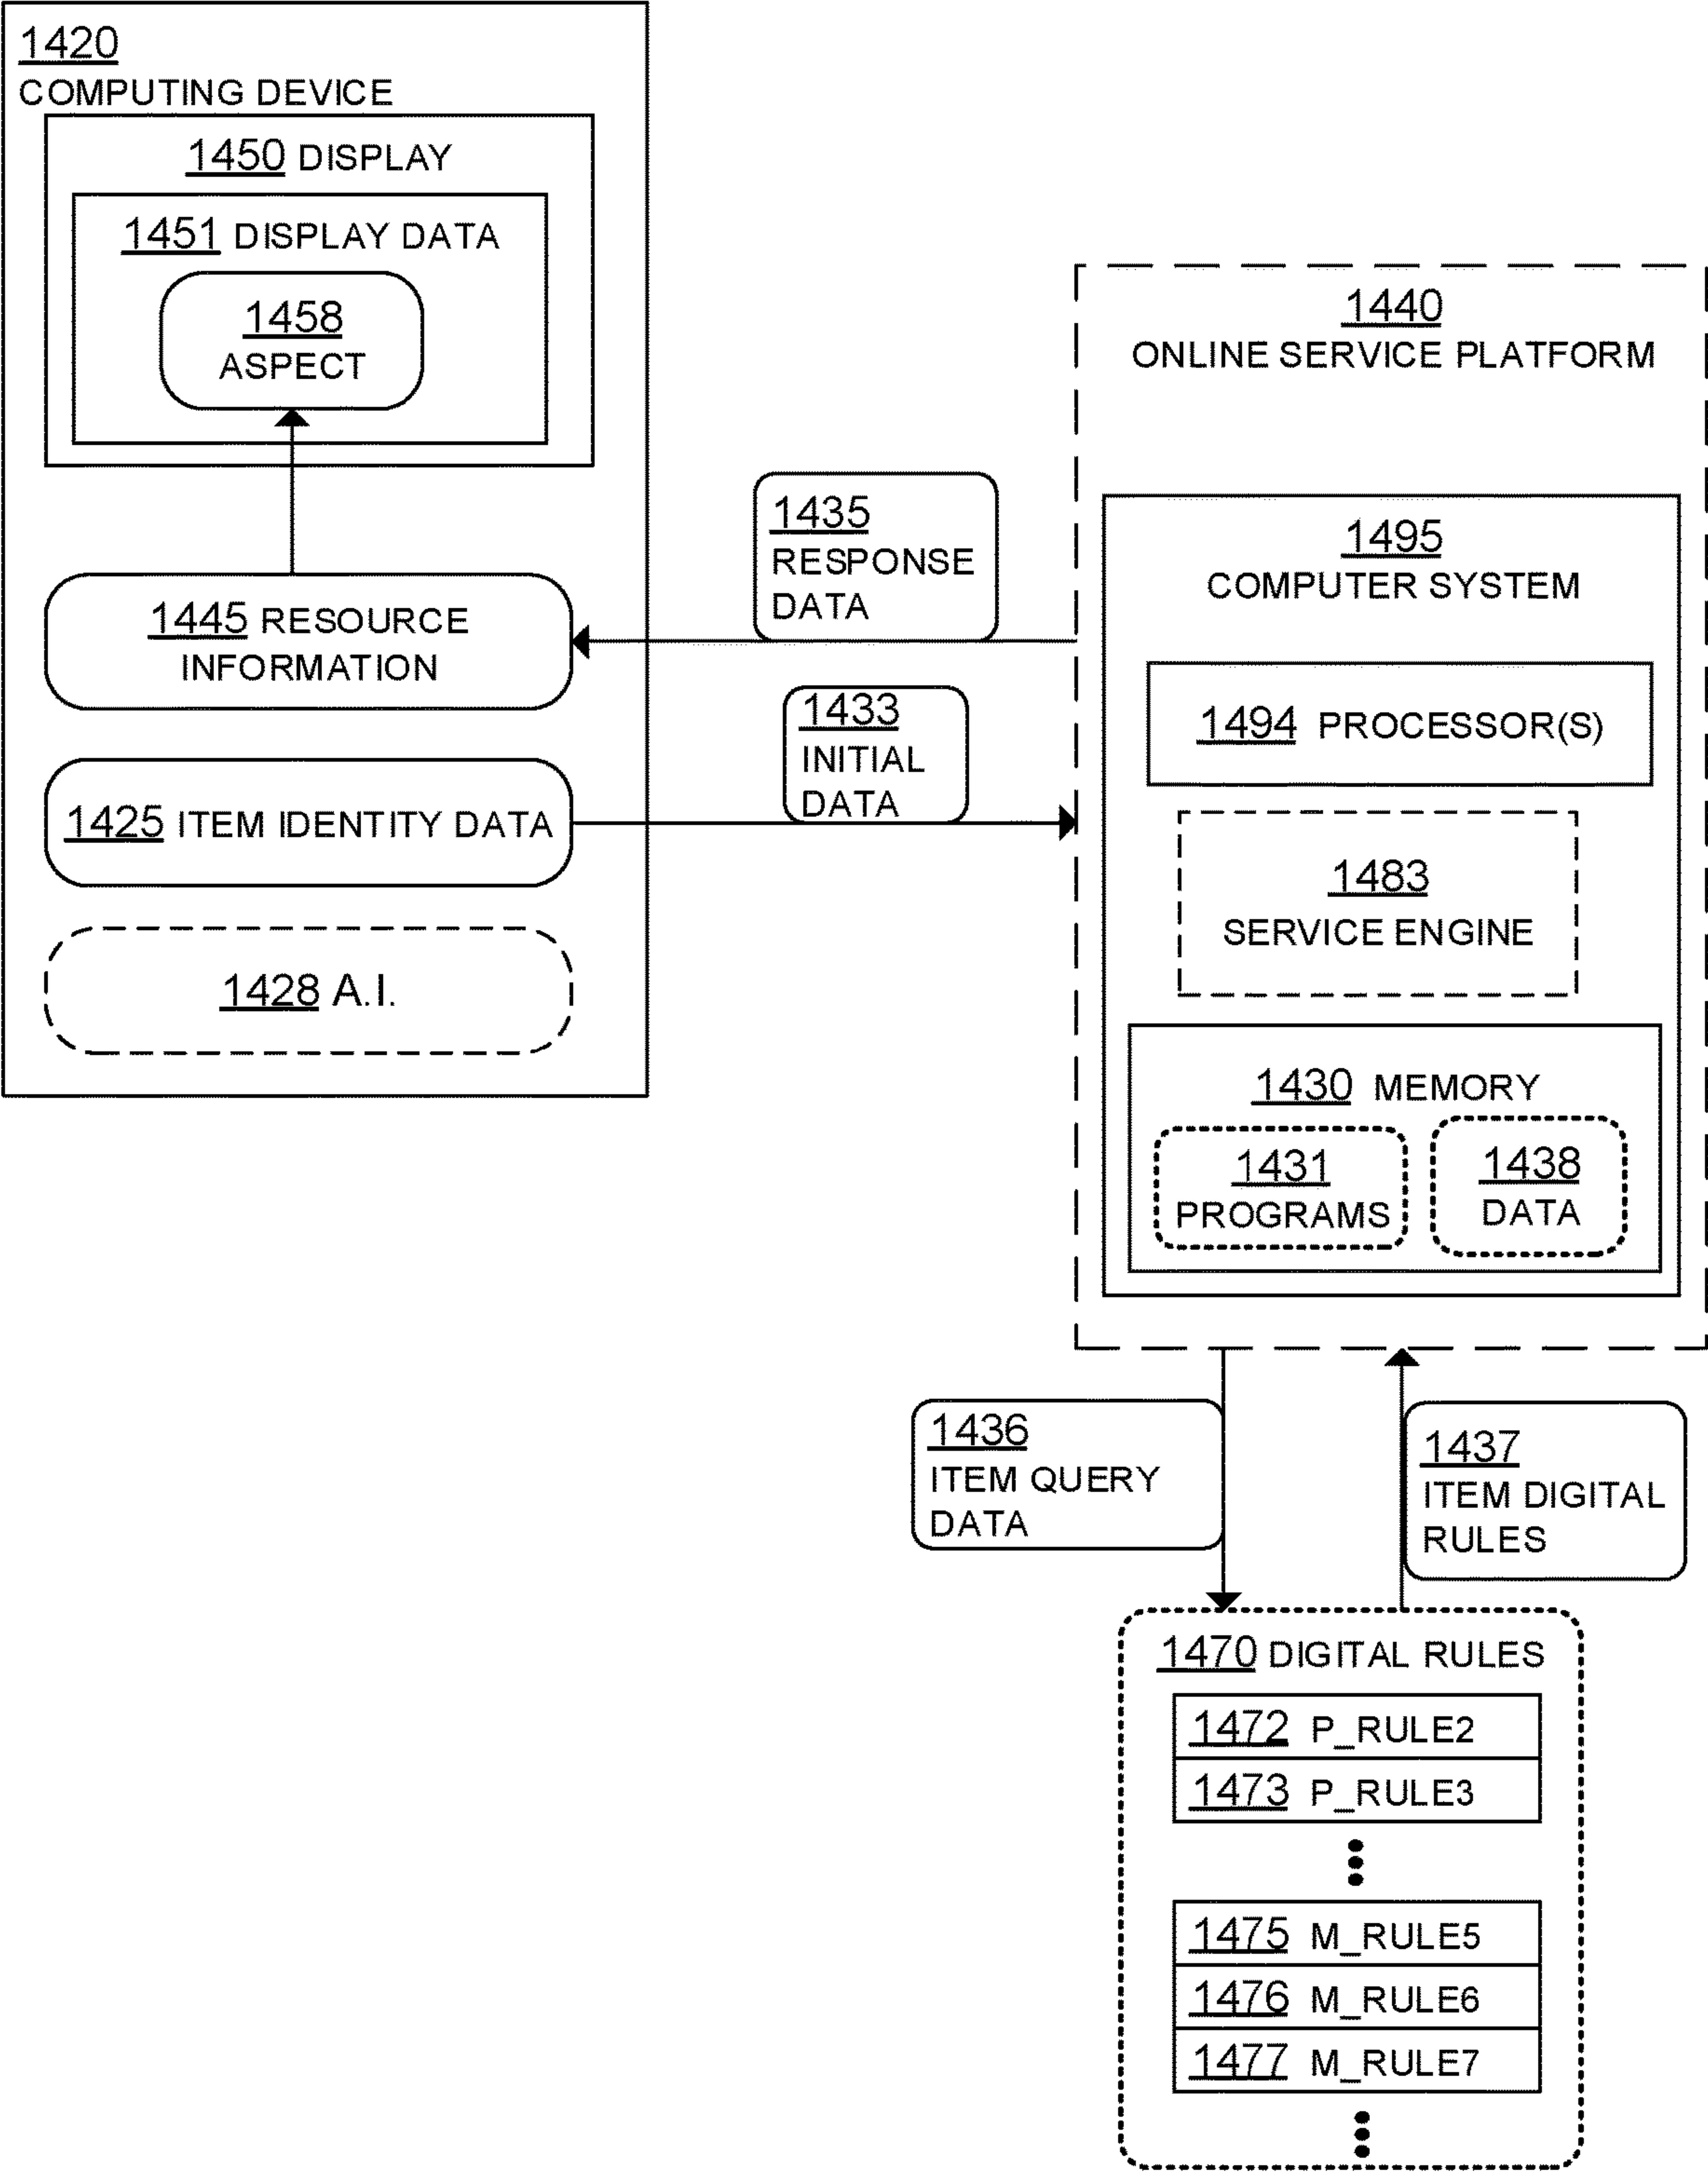 1420
COMPUTING DEVICE
1450 DISPLAY
1451 DISPLAY DATA
1458
ASPECT
1445 RESOURCE
INFORMATION
1425 ITEM IDENTITY DATA
1428 A.I.
1435
RESPONSE
DATA
1433
INITIAL
DATA
1440
ONLINE SERVICE PLATFORM
1495
COMPUTER SYSTEM
1494 PROCESSOR(S)
1483
SERVICE ENGINE
1430 MEMORY
1431
PROGRAMS
1438
DATA
1436
ITEM QUERY
DATA
1437
ITEM DIGITAL
RULES
1470 DIGITAL RULES
1472 P_RULE2
1473 P_RULE3
1475 M_RULE5
1476 M_RULE6
1477 M_RULE7